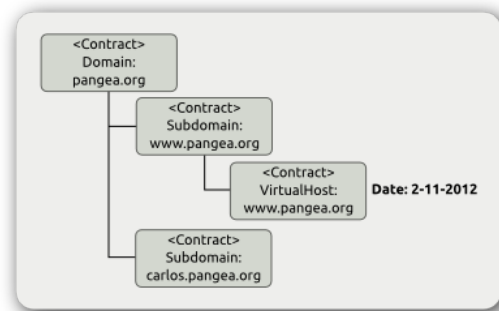 <Contract>
Domain:
pangea.org
<Contract>
Subdomain:
www.pangea.org
<Contract>
VirtualHost:
www.pangea.org
Date: 2-11-2012
<Contract>
Subdomain:
carlos.pangea.org